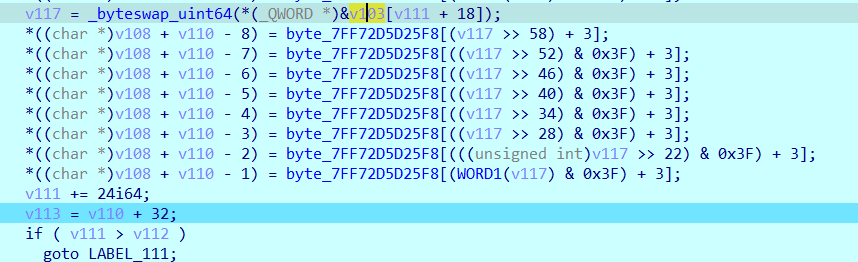 v117 = _byteswap_uint64(*(_QWORD *)&v103[v111 + 18]);
*((char *)v108 + v110 - 8) = byte_7FF72D5D25F8[(v117 >> 58) + 3];
*((char *)v108 + v110 - 7) = byte_7FF72D5D25F8[((v117 >> 52) & 0x3F) + 3];
*((char *)v108 + v110 - 6) = byte_7FF72D5D25F8[((v117 >> 46) & 0x3F) + 3];
*((char *)v108 + v110 - 5) = byte_7FF72D5D25F8[((v117 >> 40) & 0x3F) + 3];
*((char *)v108 + v110 - 4) = byte_7FF72D5D25F8[((v117 >> 34) & 0x3F) + 3];
*((char *)v108 + v110 - 3) = byte_7FF72D5D25F8[((v117 >> 28) & 0x3F) + 3];
*((char *)v108 + v110 - 2) = byte_7FF72D5D25F8[(((unsigned int)v117 >> 22) & 0x3F) + 3];
*((char *)v108 + v110 - 1) = byte_7FF72D5D25F8[(WORD1(v117) & 0x3F) + 3];
v111 += 24i64;
v113 = v110 + 32;
if ( v111 > v112 )
goto LABEL_111;